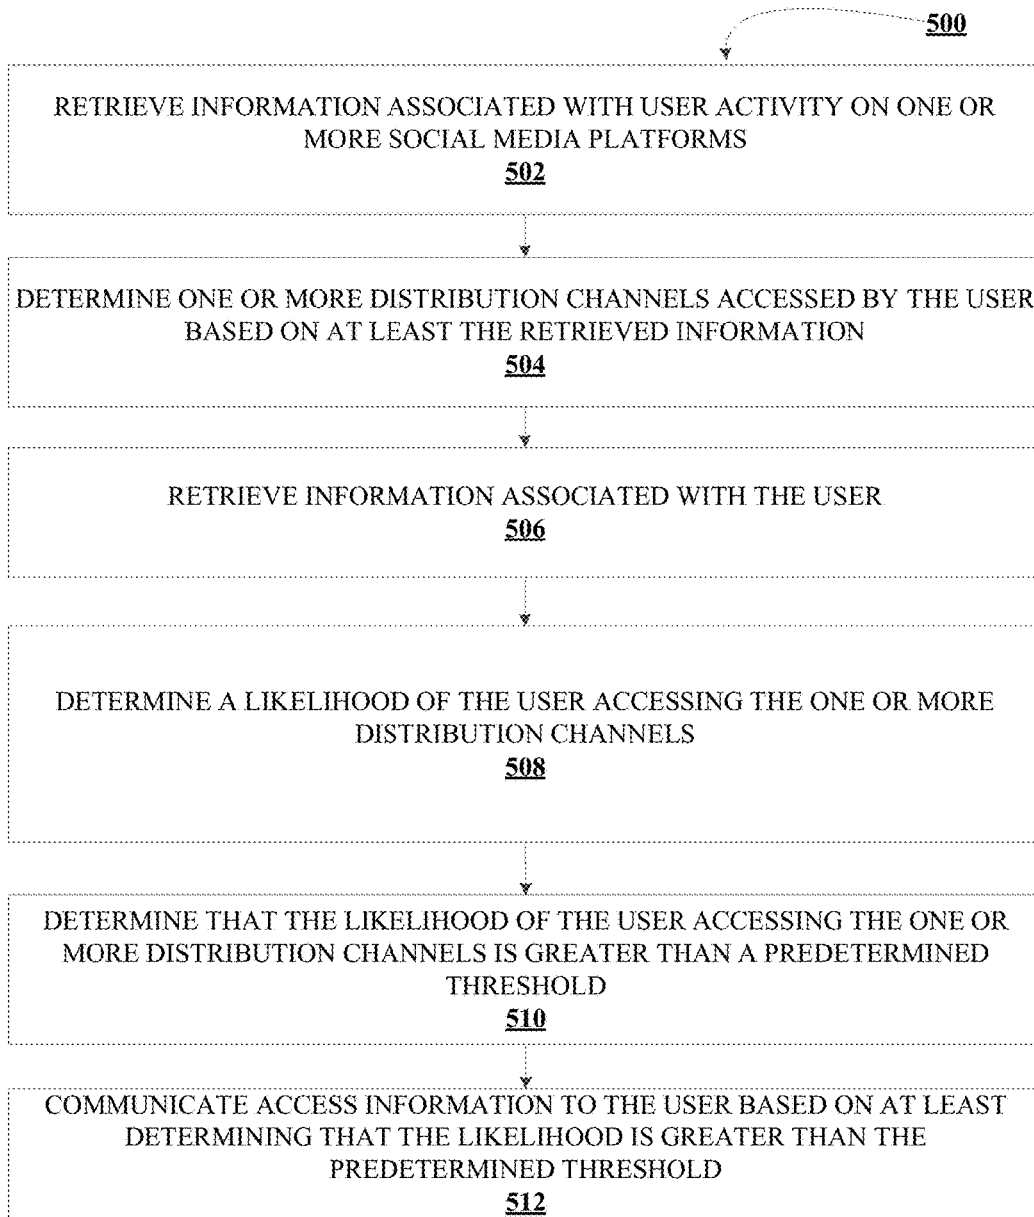 500
RETRIEVE INFORMATION ASSOCIATED WITH USER ACTIVITY ON ONE OR
MORE SOCIAL MEDIA PLATFORMS
502
DETERMINE ONE OR MORE DISTRIBUTION CHANNELS ACCESSED BY THE USER
BASED ON AT LEAST THE RETRIEVED INFORMATION
504
RETRIEVE INFORMATION ASSOCIATED WITH THE USER
506
DETERMINE A LIKELIHOOD OF THE USER ACCESSING THE ONE OR MORE
DISTRIBUTION CHANNELS
508
DETERMINE THAT THE LIKELIHOOD OF THE USER ACCESSING THE ONE OR
MORE DISTRIBUTION CHANNELS IS GREATER THAN A PREDETERMINED
THRESHOLD
510
COMMUNICATE ACCESS INFORMATION TO THE USER BASED ON AT LEAST
DETERMINING THAT THE LIKELIHOOD IS GREATER THAN THE
PREDETERMINED THRESHOLD
512